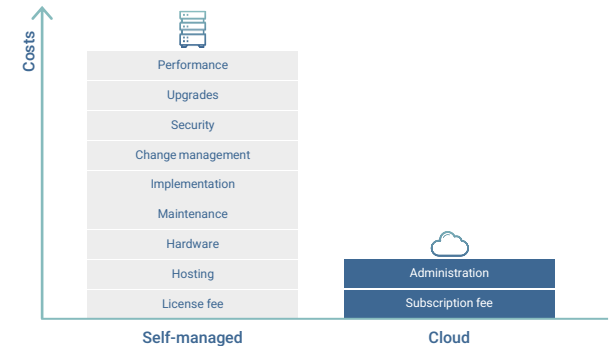 Costs
Performance
Upgrades
Security
Change management
Implementation
Maintenance
Hardware
Hosting
License fee
Administration
Subscription fee
Self-managed
Cloud